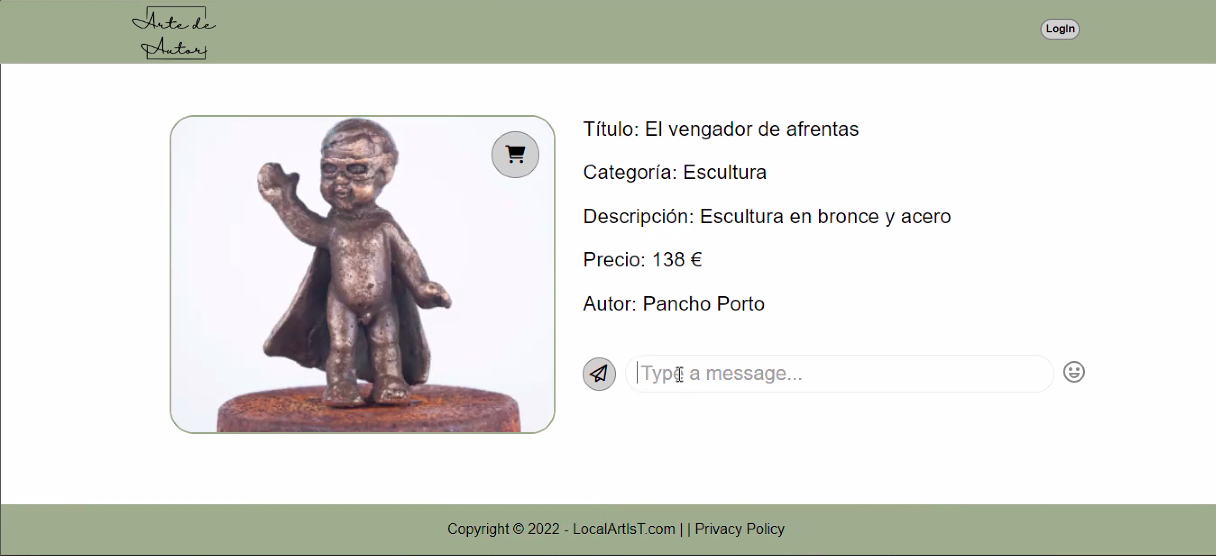 Arte de
Autor
LogIn
Título: El vengador de afrentas
Categoría: Escultura
Descripción: Escultura en bronce y acero
Precio: 138 €
Autor: Pancho Porto
Type a message...
Copyright © 2022 - LocalArtIsT.com | | Privacy Policy